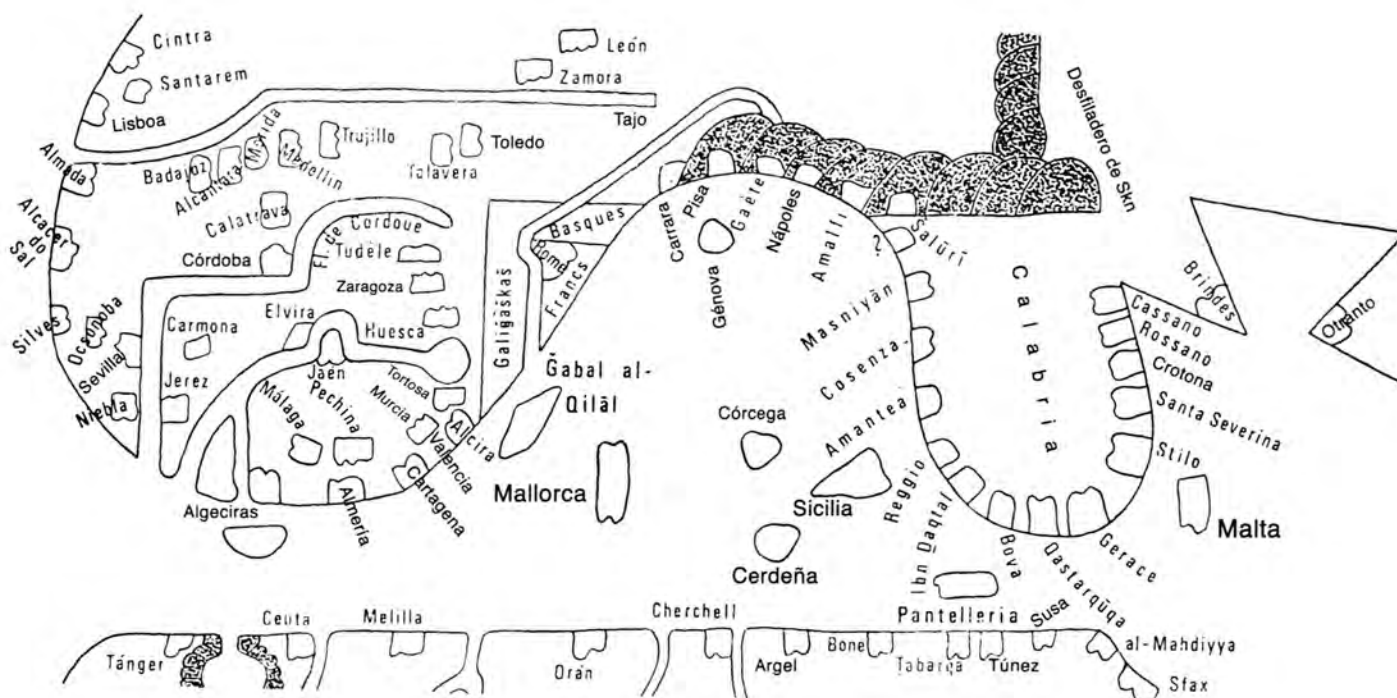 Cintra
Santarem
Lisboa
León
Zamora
Tajo
Almada
Badajoz
Alcántara
Mérida
Medellin
Trujillo
Talavera
Toledo
Alcacer do Sal
Calatrava
Córdoba
Fl. de Cordoue
Tudèle
Zaragoza
Huesca
Elvira
Silves
Ocsonoba
Sevilla
Niebla
Carmona
Jerez
Jaén
Málaga
Pechina
Murcia
Tortosa
Valencia
Alcira
Cartagena
Almería
Algeciras
Galiğaškaš
Basques
Rome
Francs
Ğabal al-
Qilāl
Mallorca
Carrara
Pisa
Génova
Gaëte
Nápoles
Amalfi
?
Salūrī
Desfiladero de Skn
Masniyān
Cosenza-
Amantea
Calabria
Córcega
Sicilia
Cerdeña
Reggio
Ibn Daqtal
Bova
Qastarqūqa
Gerace
Brindes
Otranto
Cassano
Rossano
Crotona
Santa Severina
Stilo
Malta
Pantelleria
Tánger
Ceuta
Melilla
Orán
Cherchell
Argel
Bone
Tabarqa
Túnez
Susa
al-Mahdiyya
Sfax